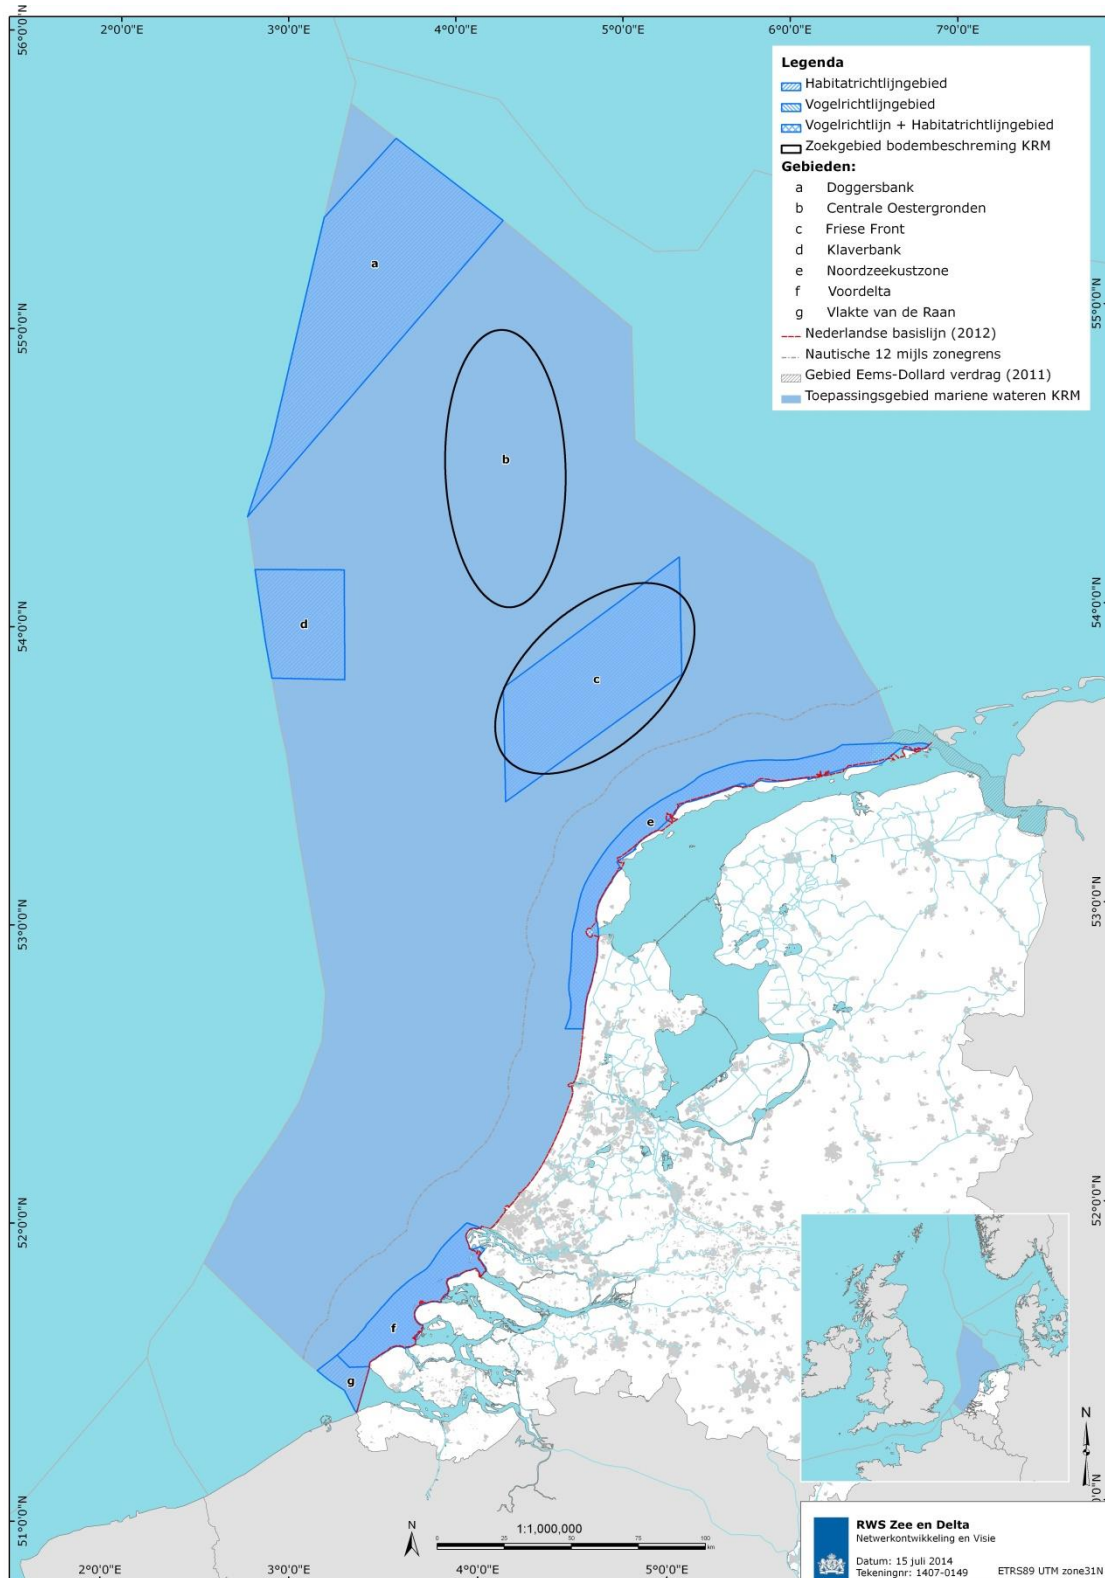 2°0'0"E 3°0'0"E 4°0'0"E 5°0'0"E 6°0'0"E 7°0'0"E
56°0'0"N
Legenda
Habitatrichtlijngebied
Vogelrichtlijngebied
Vogelrichtlijn + Habitatrichtlijngebied
Zoekgebied bodembeschreming KRM
Gebieden:
a Doggersbank
b Centrale Oestergronden
c Friese Front
d Klaverbank
e Noordzeekustzone
f Voordelta
g Vlakte van de Raan
Nederlandse basislijn (2012)
Nautische 12 mijls zonegrens
Gebied Eems-Dollard verdrag (2011)
Toepassingsgebied mariene wateren KRM
a
55°0'0"N 55°0'0"N
b
54°0'0"N 54°0'0"N
d
c
e
53°0'0"N 53°0'0"N
52°0'0"N 52°0'0"N
f
g
N
51°0'0"N
N
1:1,000,000
0 25 50 75 100
km
RWS Zee en Delta
Netwerkontwikkeling en Visie
Datum: 15 juli 2014
Tekeningnr: 1407-0149 ETRS89 UTM zone31N
2°0'0"E 3°0'0"E 4°0'0"E 5°0'0"E